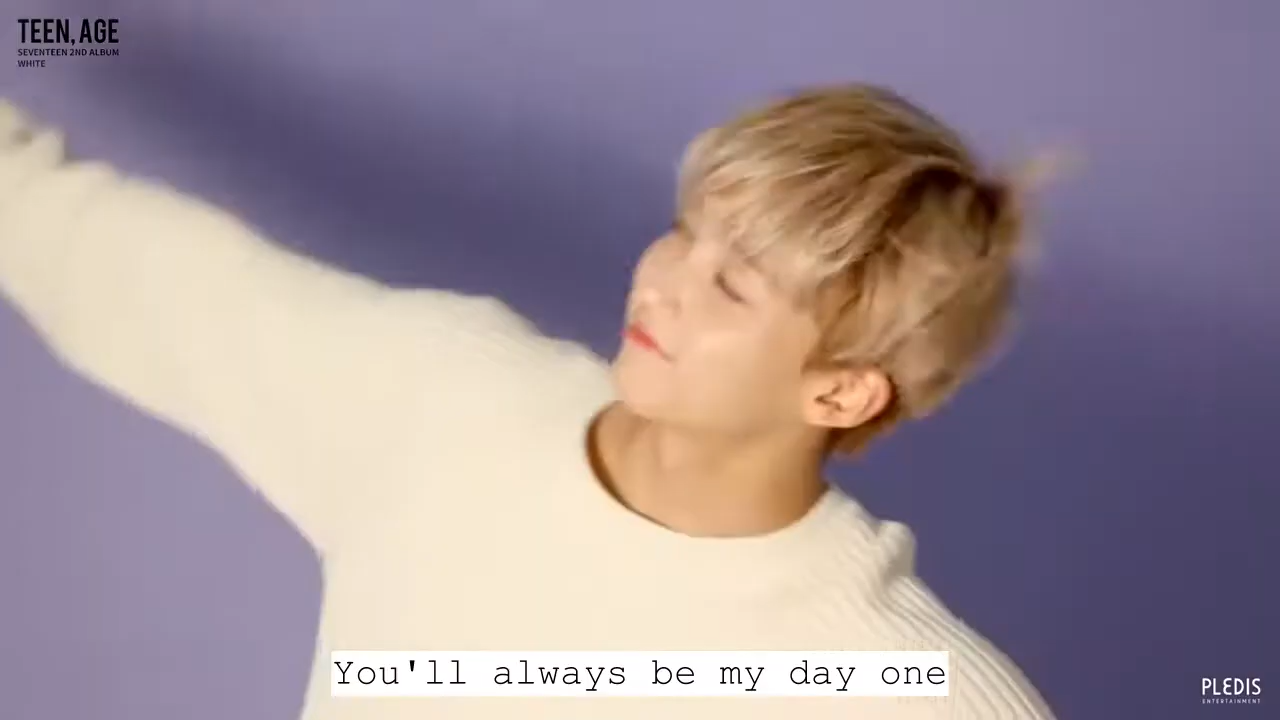 TEEN, AGE
SEVENTEEN 2ND ALBUM
WHITE
You'll always be my day one
PLEDIS
ENTERTAINMENT